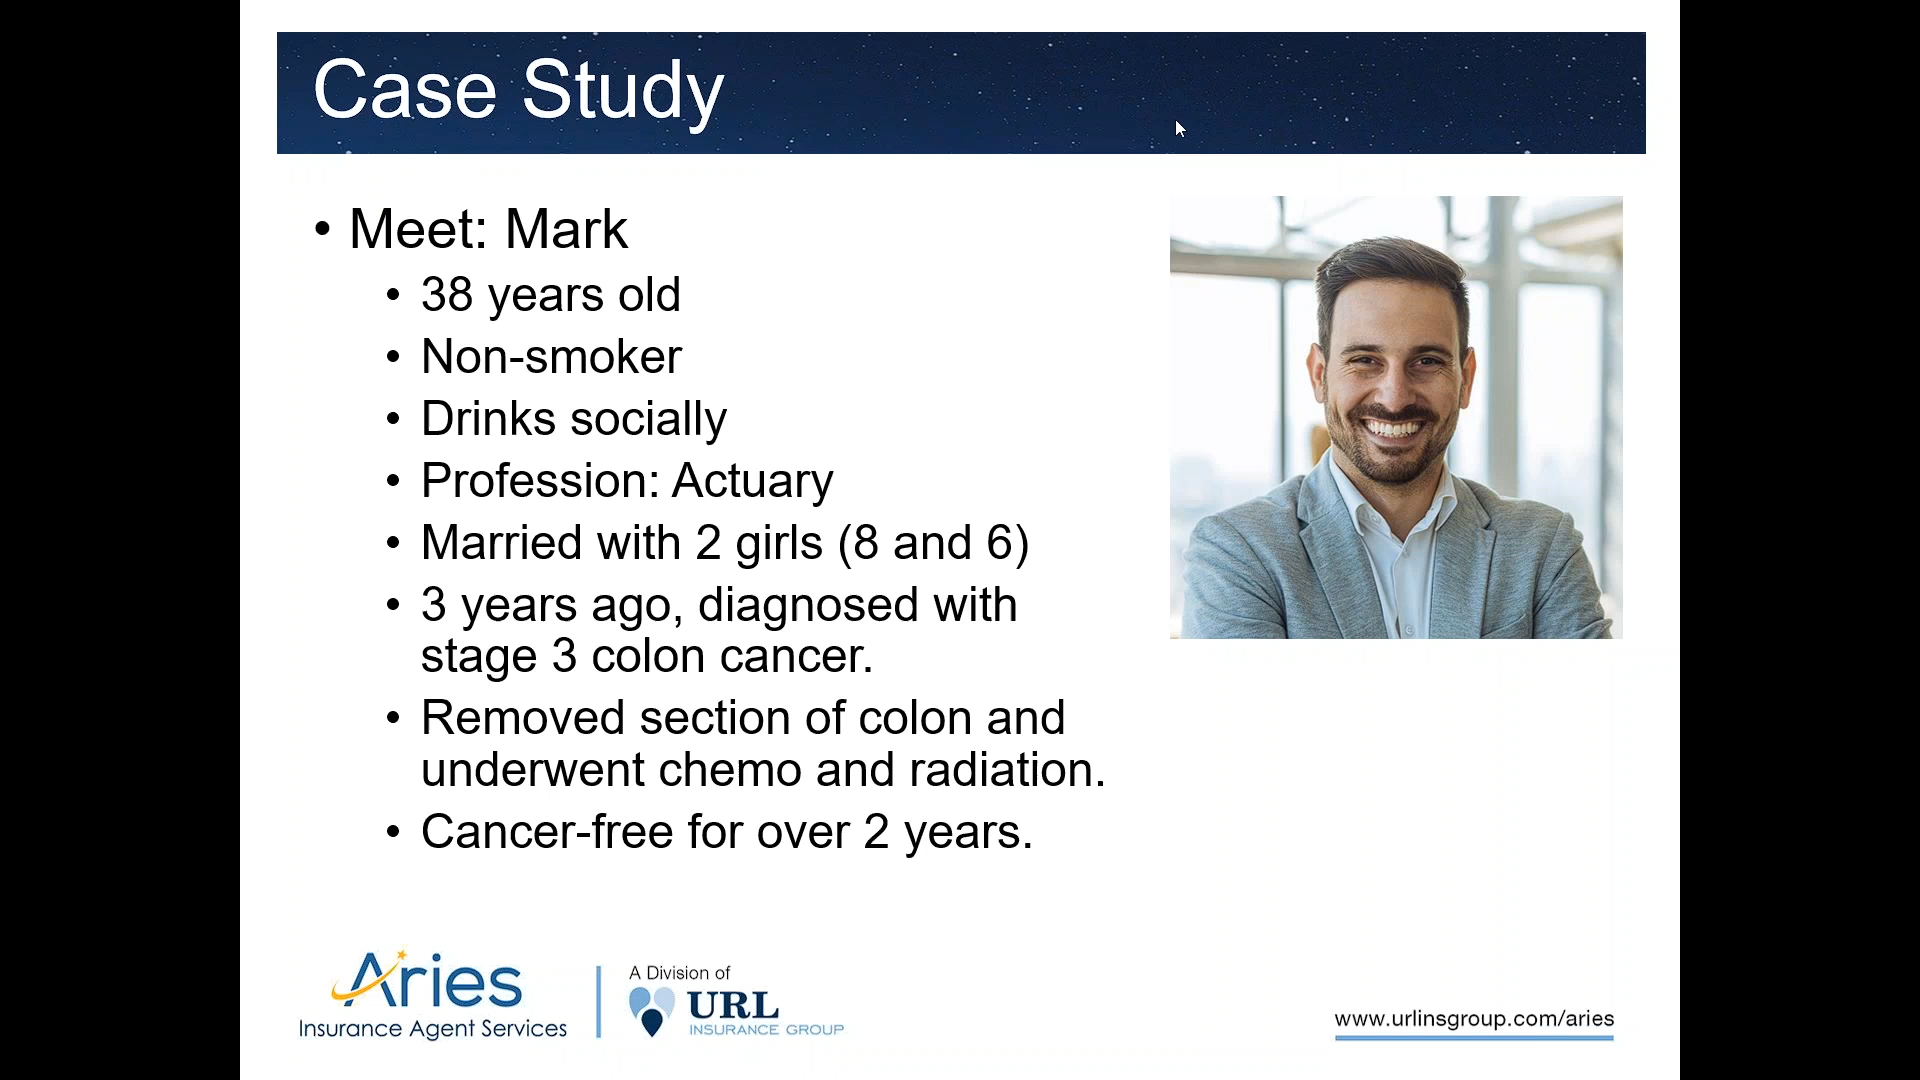 Case Study
• Meet: Mark
• 38 years old
• Non-smoker
• Drinks socially
• Profession: Actuary
• Married with 2 girls (8 and 6)
• 3 years ago, diagnosed with
stage 3 colon cancer.
• Removed section of colon and
underwent chemo and radiation.
• Cancer-free for over 2 years.
Aries
Insurance Agent Services
A Division of
URL
INSURANCE GROUP
www.urlinsgroup.com/aries